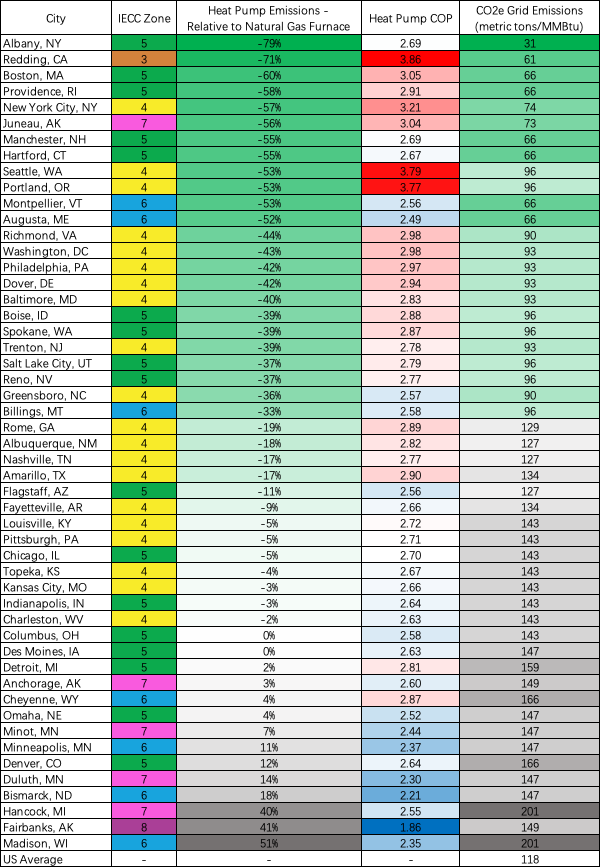 City IECC Zone Heat Pump Emissions – Relative to Natural Gas Furnace Heat Pump COP CO2e Grid Emissions (metric tons/MMBtu)
Albany, NY 5 -79% 2.69 31
Redding, CA 3 -71% 3.86 61
Boston, MA 5 -60% 3.05 66
Providence, RI 5 -58% 2.91 66
New York City, NY 4 -57% 3.21 74
Juneau, AK 7 -56% 3.04 73
Manchester, NH 5 -55% 2.69 66
Hartford, CT 5 -55% 2.67 66
Seattle, WA 4 -53% 3.79 96
Portland, OR 4 -53% 3.77 96
Montpellier, VT 6 -53% 2.56 66
Augusta, ME 6 -52% 2.49 66
Richmond, VA 4 -44% 2.98 90
Washington, DC 4 -43% 2.98 93
Philadelphia, PA 4 -42% 2.97 93
Dover, DE 4 -42% 2.94 93
Baltimore, MD 4 -40% 2.83 93
Boise, ID 5 -39% 2.88 96
Spokane, WA 5 -39% 2.87 96
Trenton, NJ 4 -39% 2.78 93
Salt Lake City, UT 5 -37% 2.79 96
Reno, NV 5 -37% 2.77 96
Greensboro, NC 4 -36% 2.57 90
Billings, MT 6 -33% 2.58 96
Rome, GA 4 -19% 2.89 129
Albuquerque, NM 4 -18% 2.82 127
Nashville, TN 4 -17% 2.77 127
Amarillo, TX 4 -17% 2.90 134
Flagstaff, AZ 5 -11% 2.56 127
Fayetteville, AR 4 -9% 2.66 134
Louisville, KY 4 -5% 2.72 143
Pittsburgh, PA 4 -5% 2.71 143
Chicago, IL 5 -5% 2.70 143
Topeka, KS 4 -4% 2.67 143
Kansas City, MO 4 -3% 2.66 143
Indianapolis, IN 5 -3% 2.64 143
Charleston, WV 4 -2% 2.63 143
Columbus, OH 5 0% 2.58 143
Des Moines, IA 5 0% 2.63 147
Detroit, MI 5 2% 2.81 159
Anchorage, AK 7 3% 2.60 149
Cheyenne, WY 6 4% 2.87 166
Omaha, NE 5 4% 2.52 147
Minot, MN 7 7% 2.44 147
Minneapolis, MN 6 11% 2.37 147
Denver, CO 5 12% 2.64 166
Duluth, MN 7 14% 2.30 147
Bismarck, ND 6 18% 2.21 147
Hancock, MI 7 40% 2.55 201
Fairbanks, AK 8 41% 1.86 149
Madison, WI 6 51% 2.35 201
US Average - - - 118